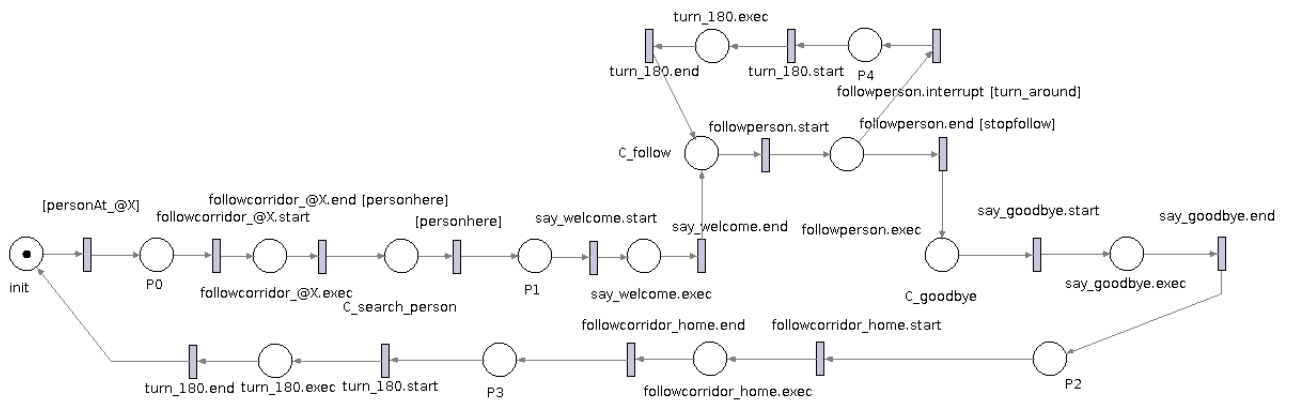 turn_180.exec
turn_180.end
turn_180.start
P4
followperson.interrupt [turn_around]
followperson.start
followperson.end [stopfollow]
C_follow
[personAt_@X]
followcorridor_@X.end [personhere]
followcorridor_@X.start
[personhere]
say_welcome.start
say_welcome.end
followperson.exec
say_goodbye.start
say_goodbye.end
init
P0
followcorridor_@X.exec
C_search_person
P1
say_welcome.exec
C_goodbye
say_goodbye.exec
followcorridor_home.end
followcorridor_home.start
turn_180.end
turn_180.exec
turn_180.start
P3
followcorridor_home.exec
P2